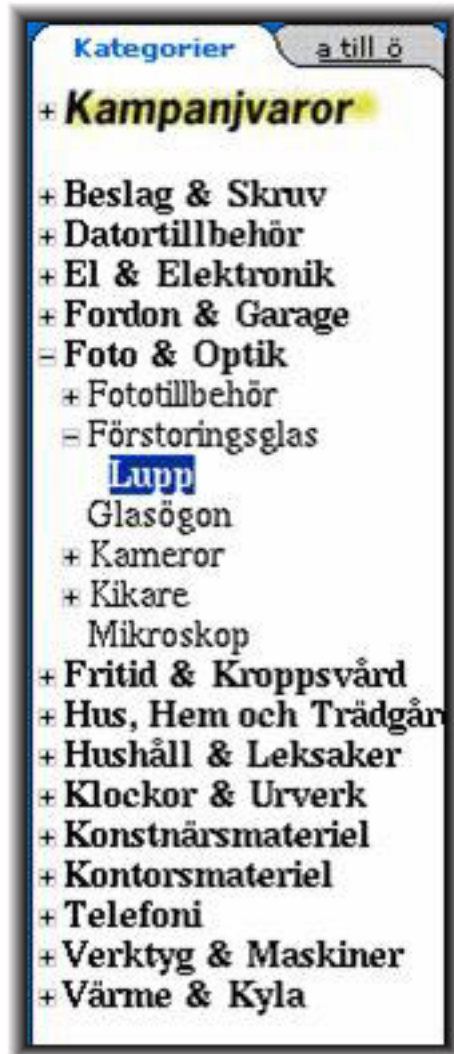 Kategorier a till ö
+ Kampanjvaror
+ Beslag & Skruv
+ Datortillbehör
+ El & Elektronik
+ Fordon & Garage
- Foto & Optik
+ Fototillbehör
- Förstoringsglas
Lupp
Glasögon
+ Kameror
+ Kikare
Mikroskop
+ Fritid & Kroppsvård
+ Hus, Hem och Trädgår
+ Hushåll & Leksaker
+ Klockor & Urverk
+ Konstnärsmateriel
+ Kontorsmateriel
+ Telefoni
+ Verktyg & Maskiner
+ Värme & Kyla